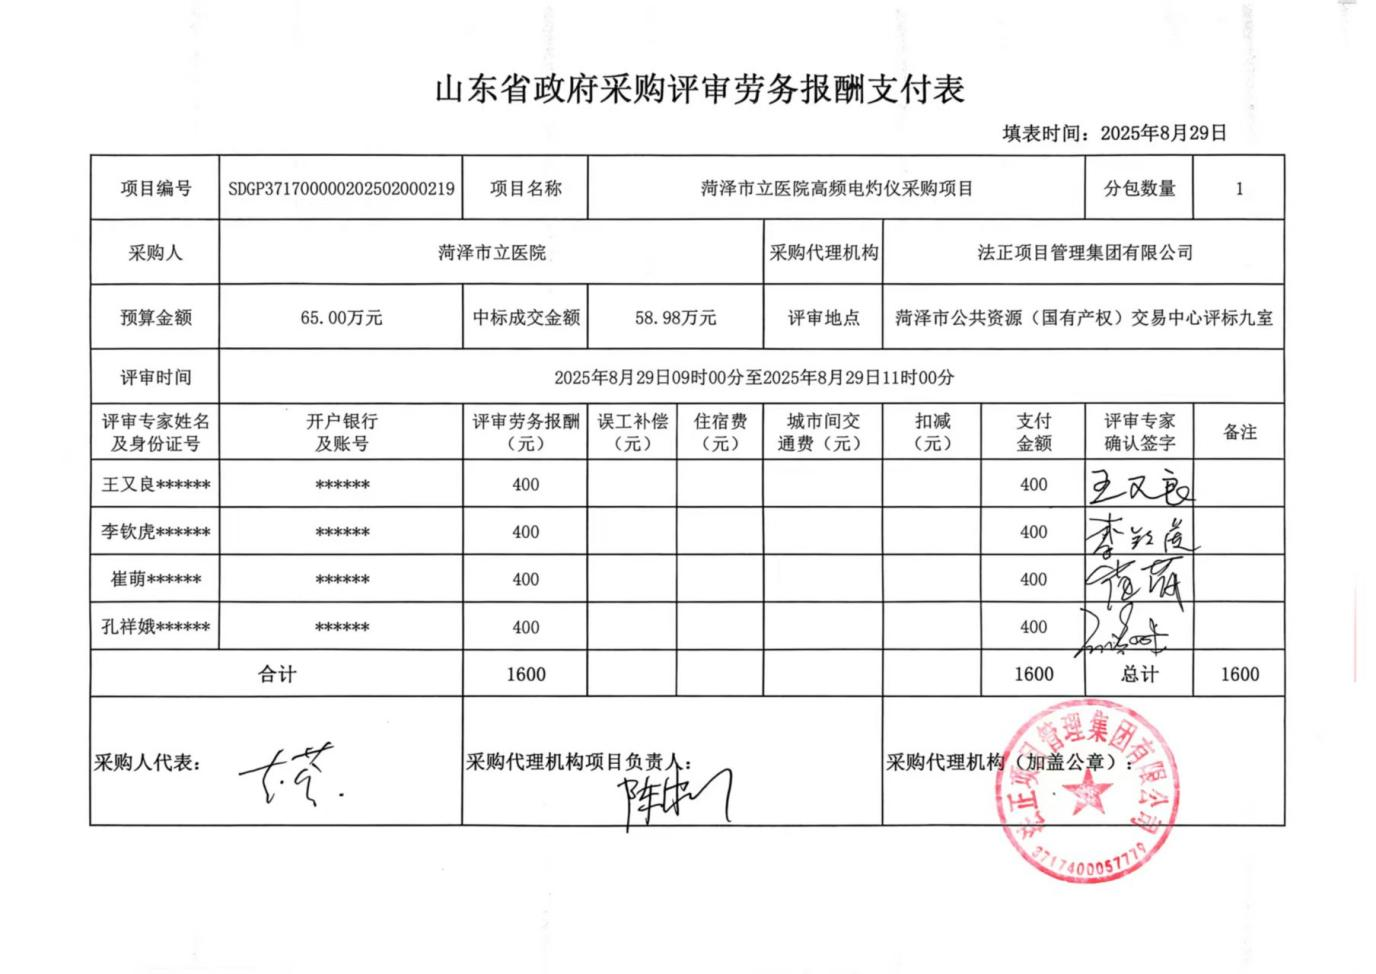 山东省政府采购评审劳务报酬支付表
填表时间：2025年8月29日
项目编号 SDGP371700000202502000219 项目名称 菏泽市立医院高频电灼仪采购项目 分包数量 1
采购人 菏泽市立医院 采购代理机构 法正项目管理集团有限公司
预算金额 65.00万元 中标成交金额 58.98万元 评审地点 菏泽市公共资源（国有产权）交易中心评标九室
评审时间 2025年8月29日09时00分至2025年8月29日11时00分
评审专家姓名及身份证号 开户银行及账号 评审劳务报酬（元） 误工补偿（元） 住宿费（元） 城市间交通费（元） 扣减（元） 支付金额 评审专家确认签字 备注
王又良****** ****** 400 400 王又良
李钦虎****** ****** 400 400 李钦虎
崔萌****** ****** 400 400 崔萌
孔祥娥****** ****** 400 400 孔祥娥
合计 1600 1600 总计 1600
采购人代表： 采购代理机构项目负责人： 采购代理机构（加盖公章）：
法正项目管理集团有限公司
3717400057779